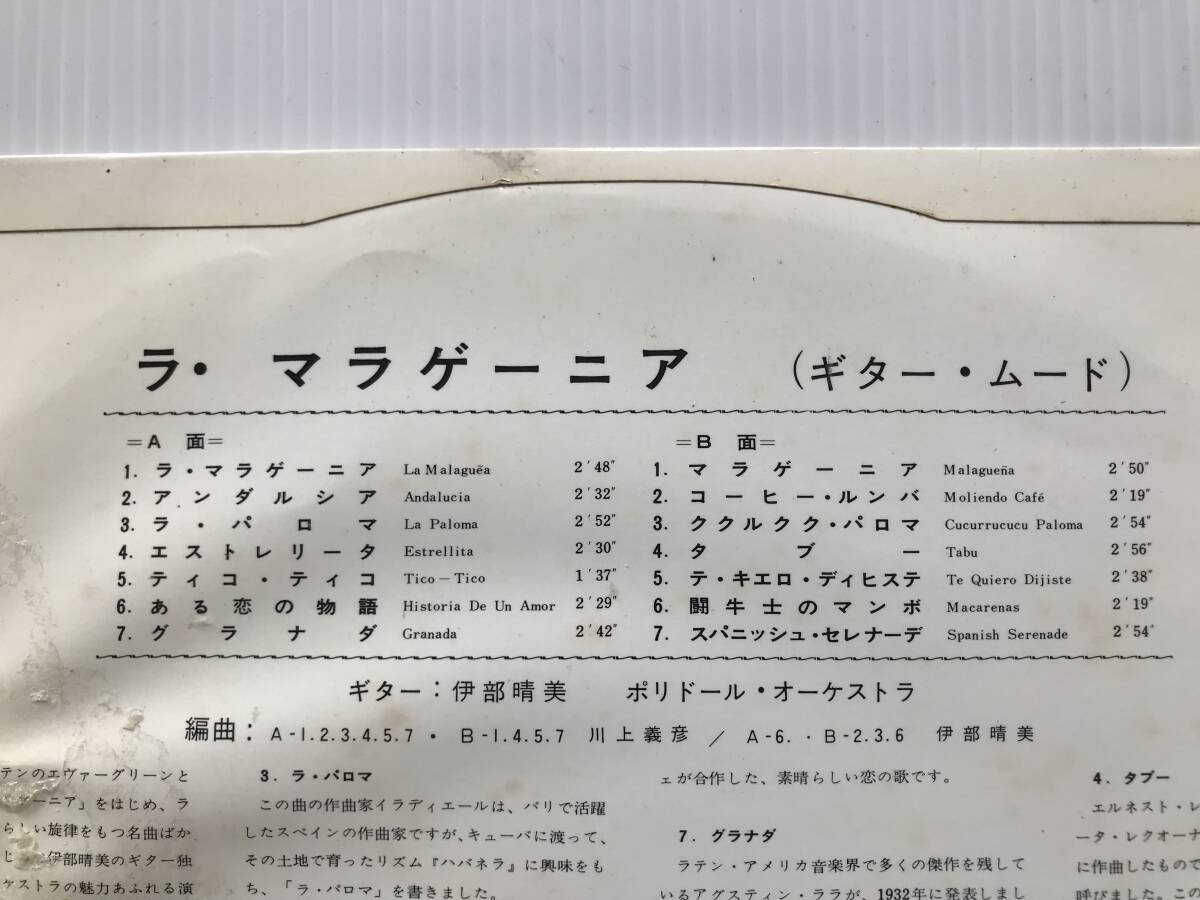 ラ・マラゲーニア (ギター・ムード)
=A 面=
1. ラ・マラゲーニア La Malaguëa 2'48"
2. アンダルシア Andalucia 2'32"
3. ラ・パロマ La Paloma 2'52"
4. エストレリータ Estrellita 2'30"
5. ティコ・ティコ Tico-Tico 1'37"
6. ある恋の物語 Historia De Un Amor 2'29"
7. グラナダ Granada 2'42"
=B 面=
1. マラゲーニア Malagueña 2'50"
2. コーヒー・ルンバ Moliendo Café 2'19"
3. ククルクク・パロマ Cucurrucucu Paloma 2'54"
4. タブー Tabu 2'56"
5. テ・キエロ・ディヒステ Te Quiero Dijiste 2'38"
6. 闘牛士のマンボ Macarenas 2'19"
7. スパニッシュ・セレナーデ Spanish Serenade 2'54"
ギター:伊部晴美 ポリドール・オーケストラ
編曲: A-1.2.3.4.5.7・B-1.4.5.7 川上義彦 / A-6.・B-2.3.6 伊部晴美
テンのエヴァーグリーンと
ゲーニア」をはじめ、ラ
らしい旋律をもつ名曲ばか
伊部晴美のギター独
ケストラの魅力あふれる演
3. ラ・パロマ
この曲の作曲家イラディエールは、パリで活躍
したスペインの作曲家ですが、キューバに渡って、
その土地で育ったリズム『ハバネラ』に興味をも
ち、「ラ・パロマ」を書きました。
ェが合作した、素晴らしい恋の歌です。
7. グラナダ
ラテン・アメリカ音楽界で多くの傑作を残して
いるアグスティン・ララが、1932年に発表しまし
4. タブー
エルネスト・レ
ータ・レクオーナ
に作曲したもので
呼びました。この